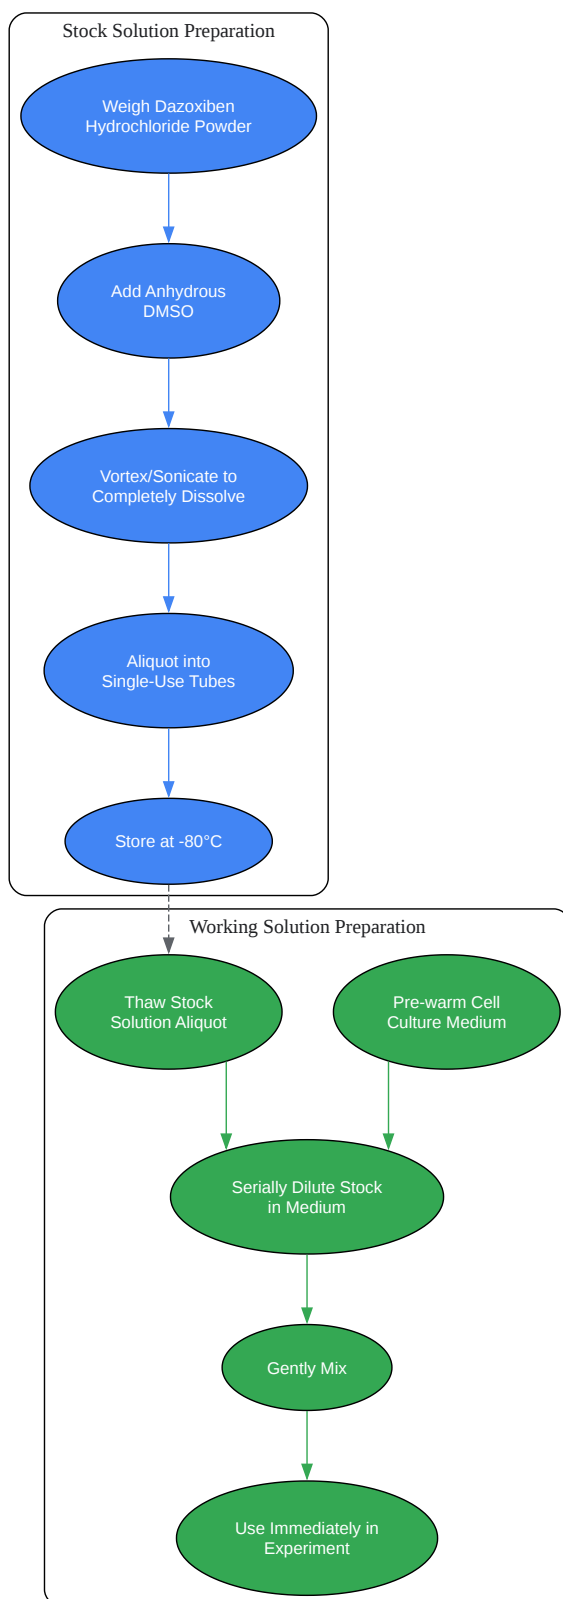 Stock Solution Preparation
Weigh Dazoxiben
Hydrochloride Powder
Add Anhydrous
DMSO
Vortex/Sonicate to
Completely Dissolve
Aliquot into
Single-Use Tubes
Store at -80°C
Working Solution Preparation
Thaw Stock
Solution Aliquot
Pre-warm Cell
Culture Medium
Serially Dilute Stock
in Medium
Gently Mix
Use Immediately in
Experiment